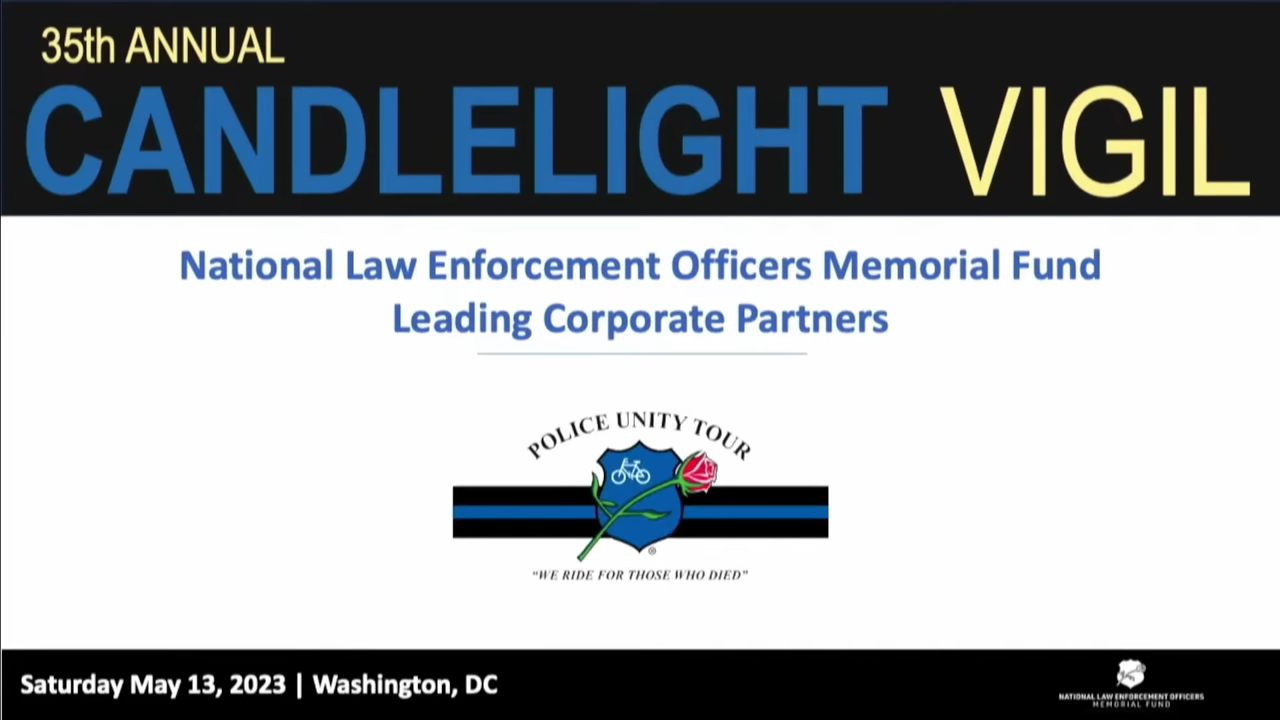 35th ANNUAL
CANDLELIGHT VIGIL
National Law Enforcement Officers Memorial Fund
Leading Corporate Partners
POLICE UNITY TOUR
®
"WE RIDE FOR THOSE WHO DIED"
Saturday May 13, 2023 | Washington, DC
NATIONAL LAW ENFORCEMENT OFFICERS
MEMORIAL FUND